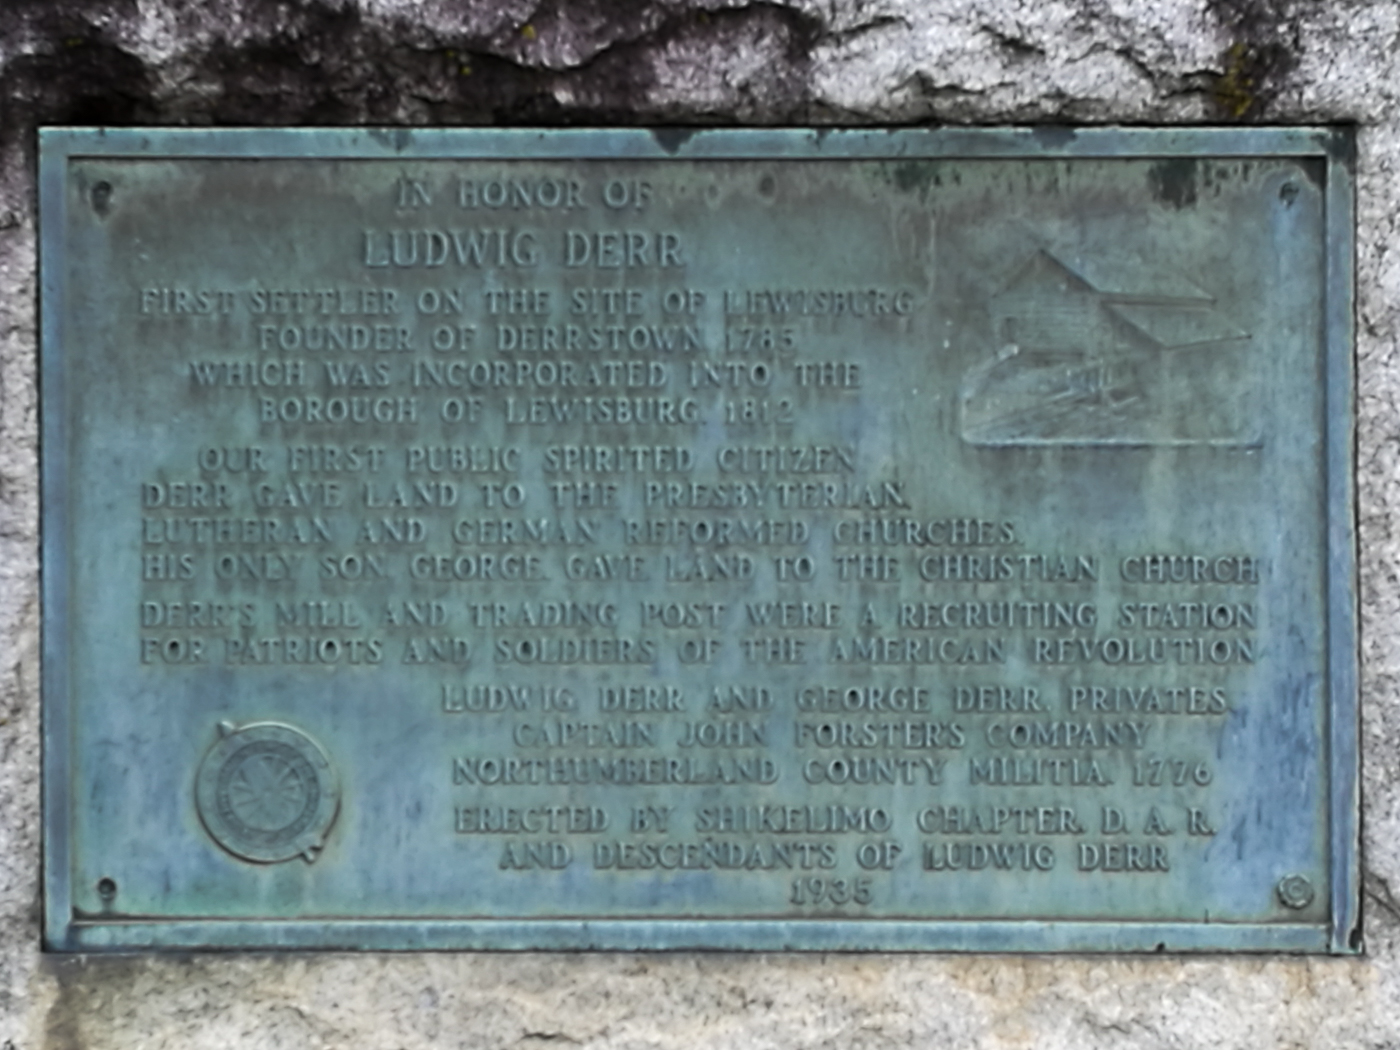 IN HONOR OF
LUDWIG DERR
FIRST SETTLER ON THE SITE OF LEWISBURG
FOUNDER OF DERRSTOWN 1785
WHICH WAS INCORPORATED INTO THE
BOROUGH OF LEWISBURG, 1812
OUR FIRST PUBLIC SPIRITED CITIZEN
DERR GAVE LAND TO THE PRESBYTERIAN,
LUTHERAN AND GERMAN REFORMED CHURCHES.
HIS ONLY SON, GEORGE, GAVE LAND TO THE CHRISTIAN CHURCH
DERR'S MILL AND TRADING POST WERE A RECRUITING STATION
FOR PATRIOTS AND SOLDIERS OF THE AMERICAN REVOLUTION
LUDWIG DERR AND GEORGE DERR, PRIVATES,
CAPTAIN JOHN FORSTER'S COMPANY
NORTHUMBERLAND COUNTY MILITIA, 1776
ERECTED BY SHIKELIMO CHAPTER, D. A. R.
AND DESCENDANTS OF LUDWIG DERR
1935